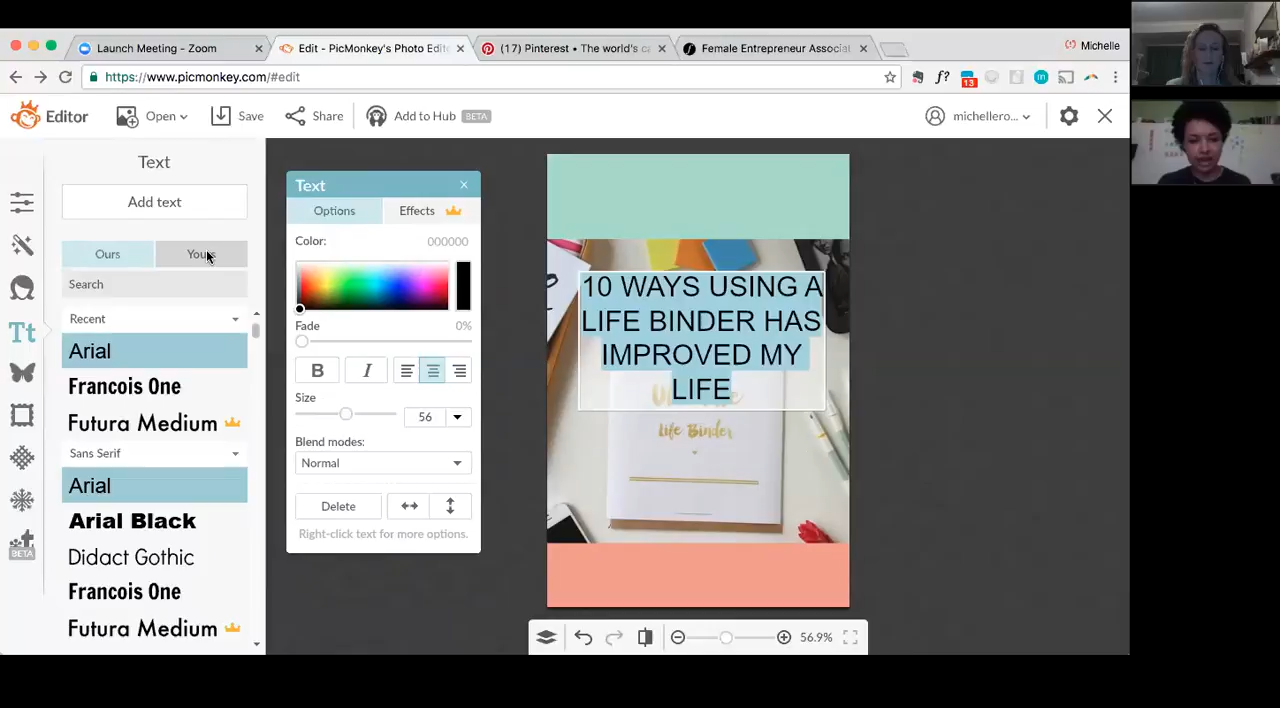 Launch Meeting - Zoom
Edit - PicMonkey's Photo Edit
(17) Pinterest • The world's ca
Female Entrepreneur Associat
Michelle
https://www.picmonkey.com/#edit
f?
13
m
Editor
Open
Save
Share
Add to Hub BETA
michellero...
Text
Add text
Ours
Yours
Search
Recent
Arial
Francois One
Futura Medium
Sans Serif
Arial
Arial Black
Didact Gothic
Francois One
Futura Medium
Tt
BETA
Text
Options
Effects
Color:
000000
Fade
0%
B
I
Size
56
Blend modes:
Normal
Delete
Right-click text for more options.
10 WAYS USING A
LIFE BINDER HAS
IMPROVED MY
LIFE
Life Binder
56.9%